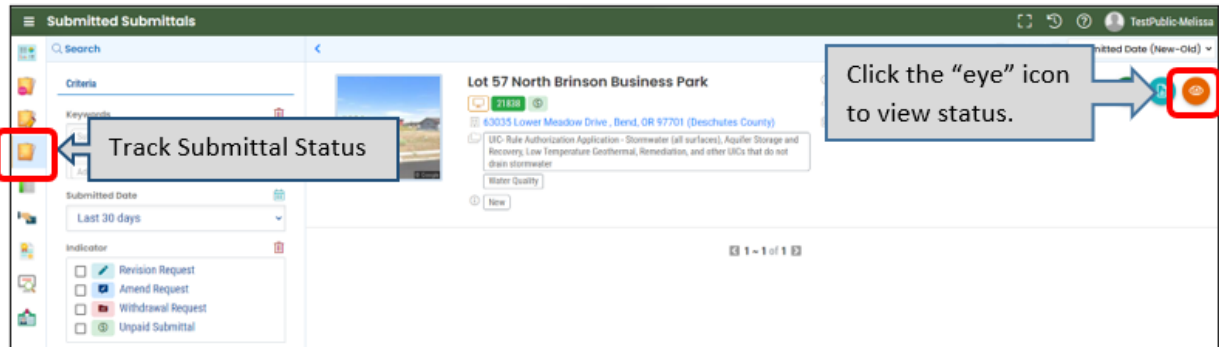 Submitted Submittals
TestPublic-Melissa
Search
mitted Date (New-Old)
Criteria
Keywords
Track Submittal Status
Submitted Date
Last 30 days
Indicator
Revision Request
Amend Request
Withdrawal Request
Unpaid Submittal
Lot 57 North Brinson Business Park
21838
63035 Lower Meadow Drive , Bend, OR 97701 (Deschutes County)
UIC- Rule Authorization Application - Stormwater (all surfaces), Aquifer Storage and
Recovery, Low Temperature Geothermal, Remediation, and other UICs that do not
drain stormwater
Water Quality
New
Click the “eye” icon
to view status.
1 ~ 1 of 1